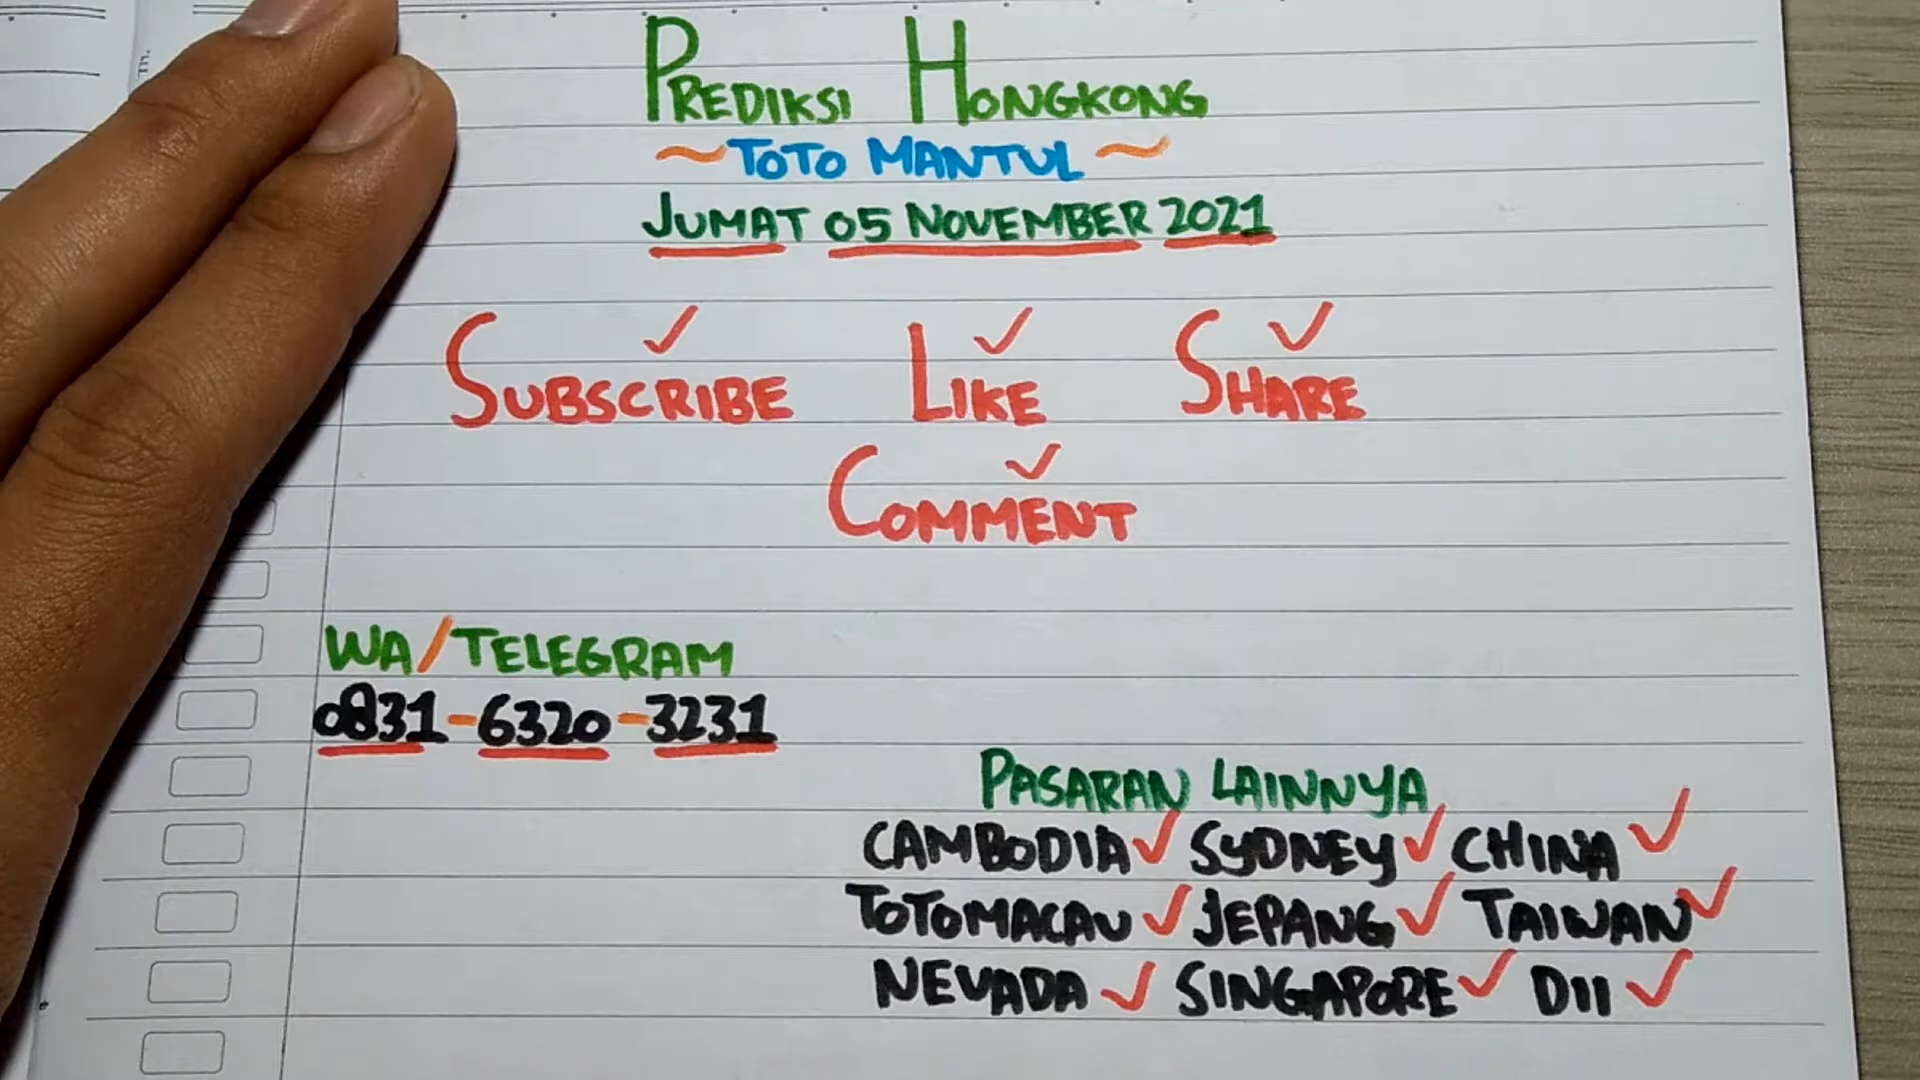 PREDIKSI HONGKONG
~TOTO MANTUL~
JUMAT 05 NOVEMBER 2021
SUBSCRIBE ✓ LIKE ✓ SHARE ✓
COMMENT ✓
WA/TELEGRAM
0831-6320-3231
PASARAN LAINNYA
CAMBODIA ✓ SYDNEY ✓ CHINA ✓
TOTOMACAU ✓ JEPANG ✓ TAIWAN ✓
NEVADA ✓ SINGAPORE ✓ Dll ✓